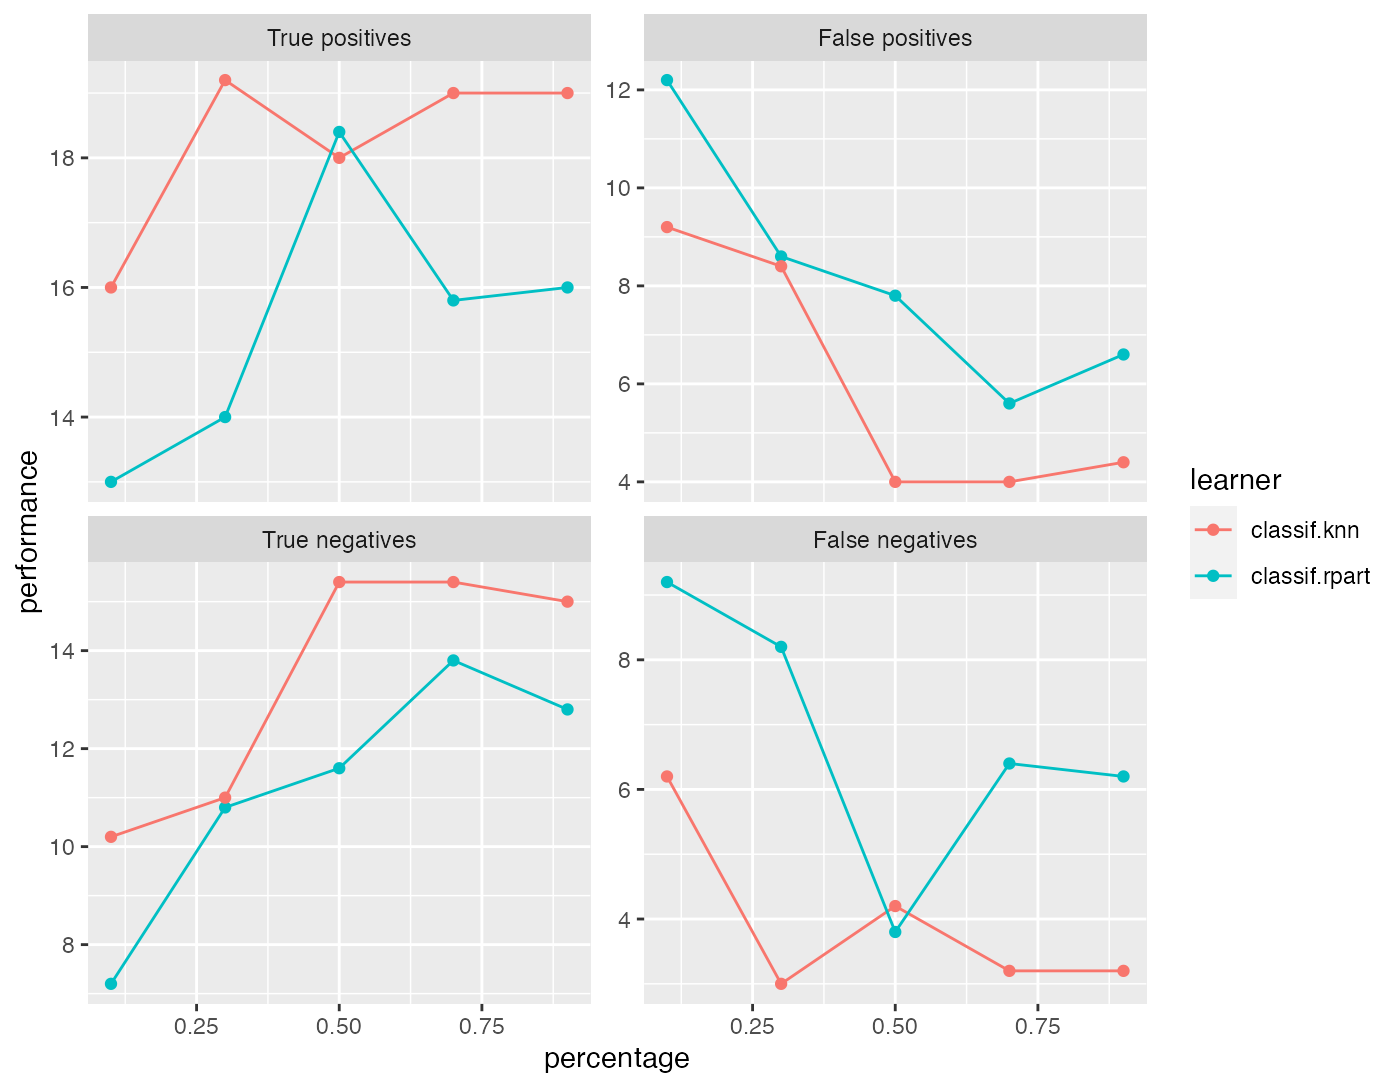 True positives
False positives
18
16
14
12
10
8
6
4
performance
True negatives
False negatives
14
12
10
8
8
6
4
0.25
0.50
0.75
0.25
0.50
0.75
percentage
learner
classif.knn
classif.rpart